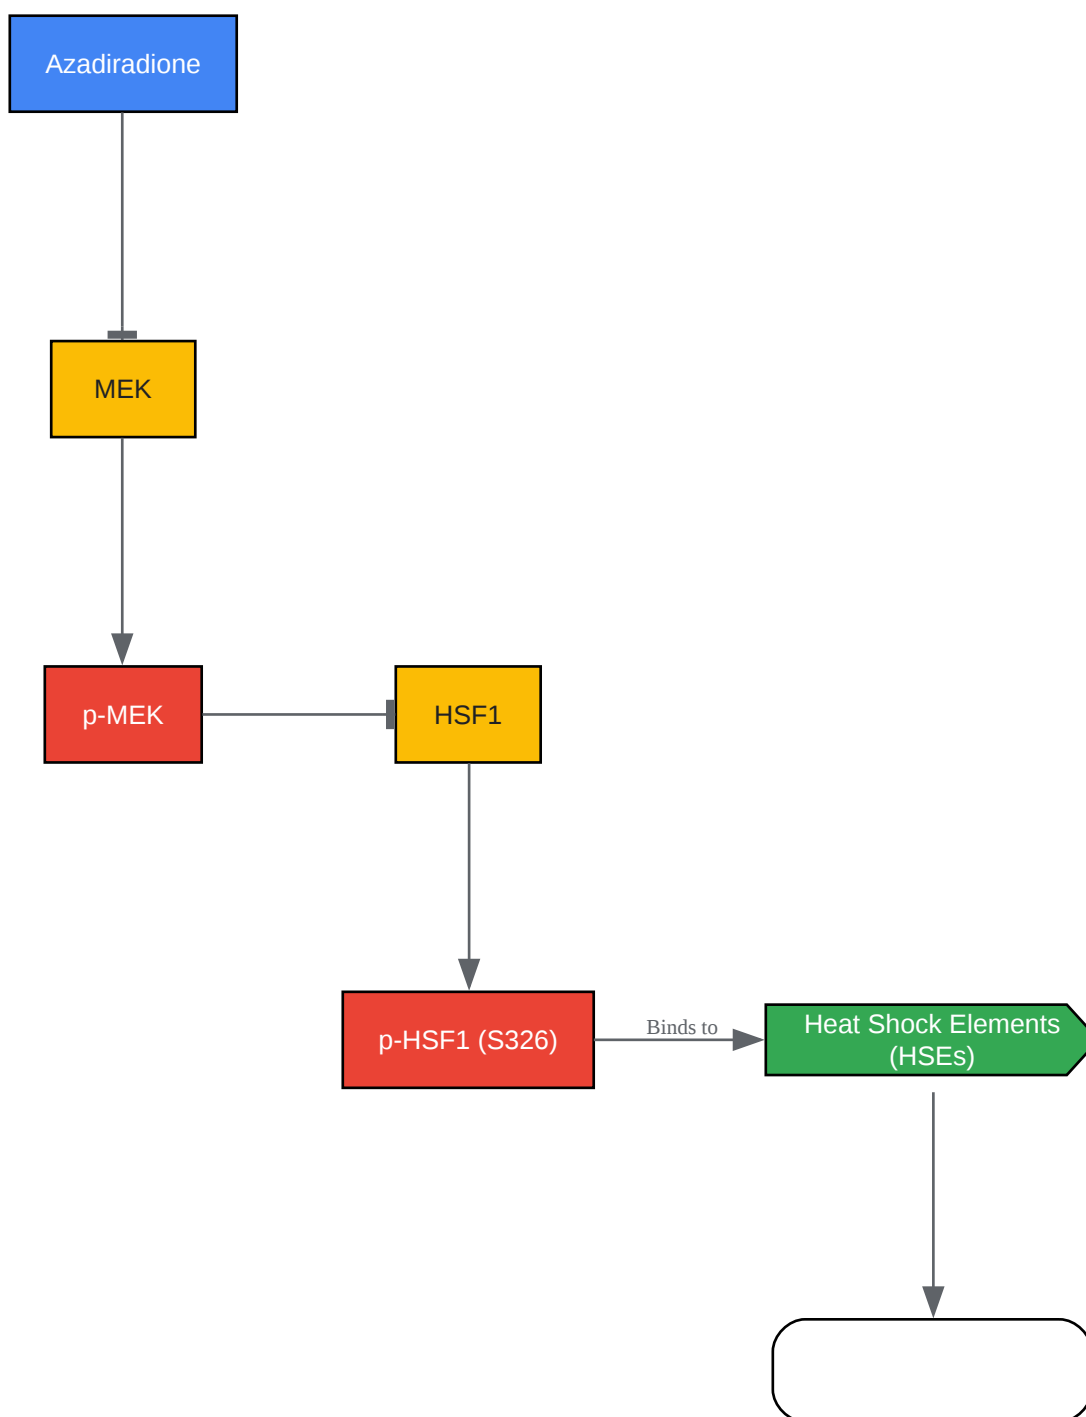 Azadiradione
MEK
p-MEK
HSF1
p-HSF1 (S326)
Binds to
Heat Shock Elements
(HSEs)